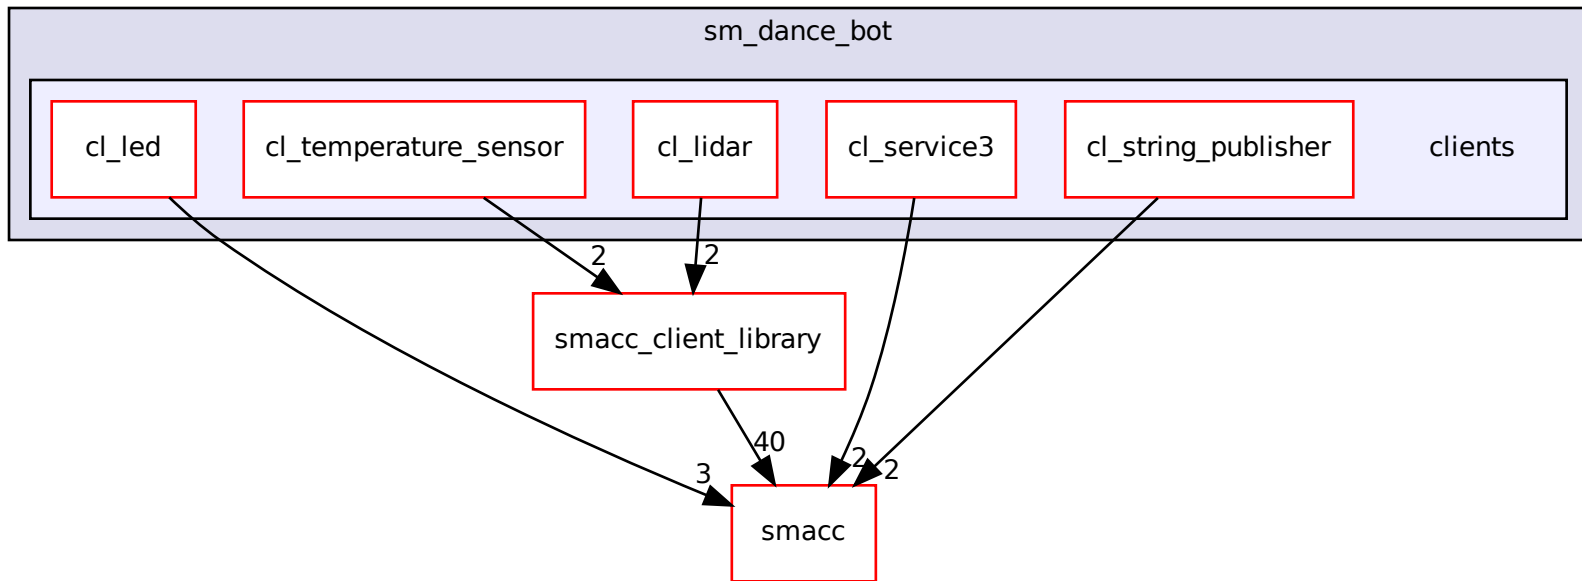 sm_dance_bot
cl_led
cl_temperature_sensor
cl_lidar
cl_service3
cl_string_publisher
clients
2
2
smacc_client_library
40
3
2
2
smacc